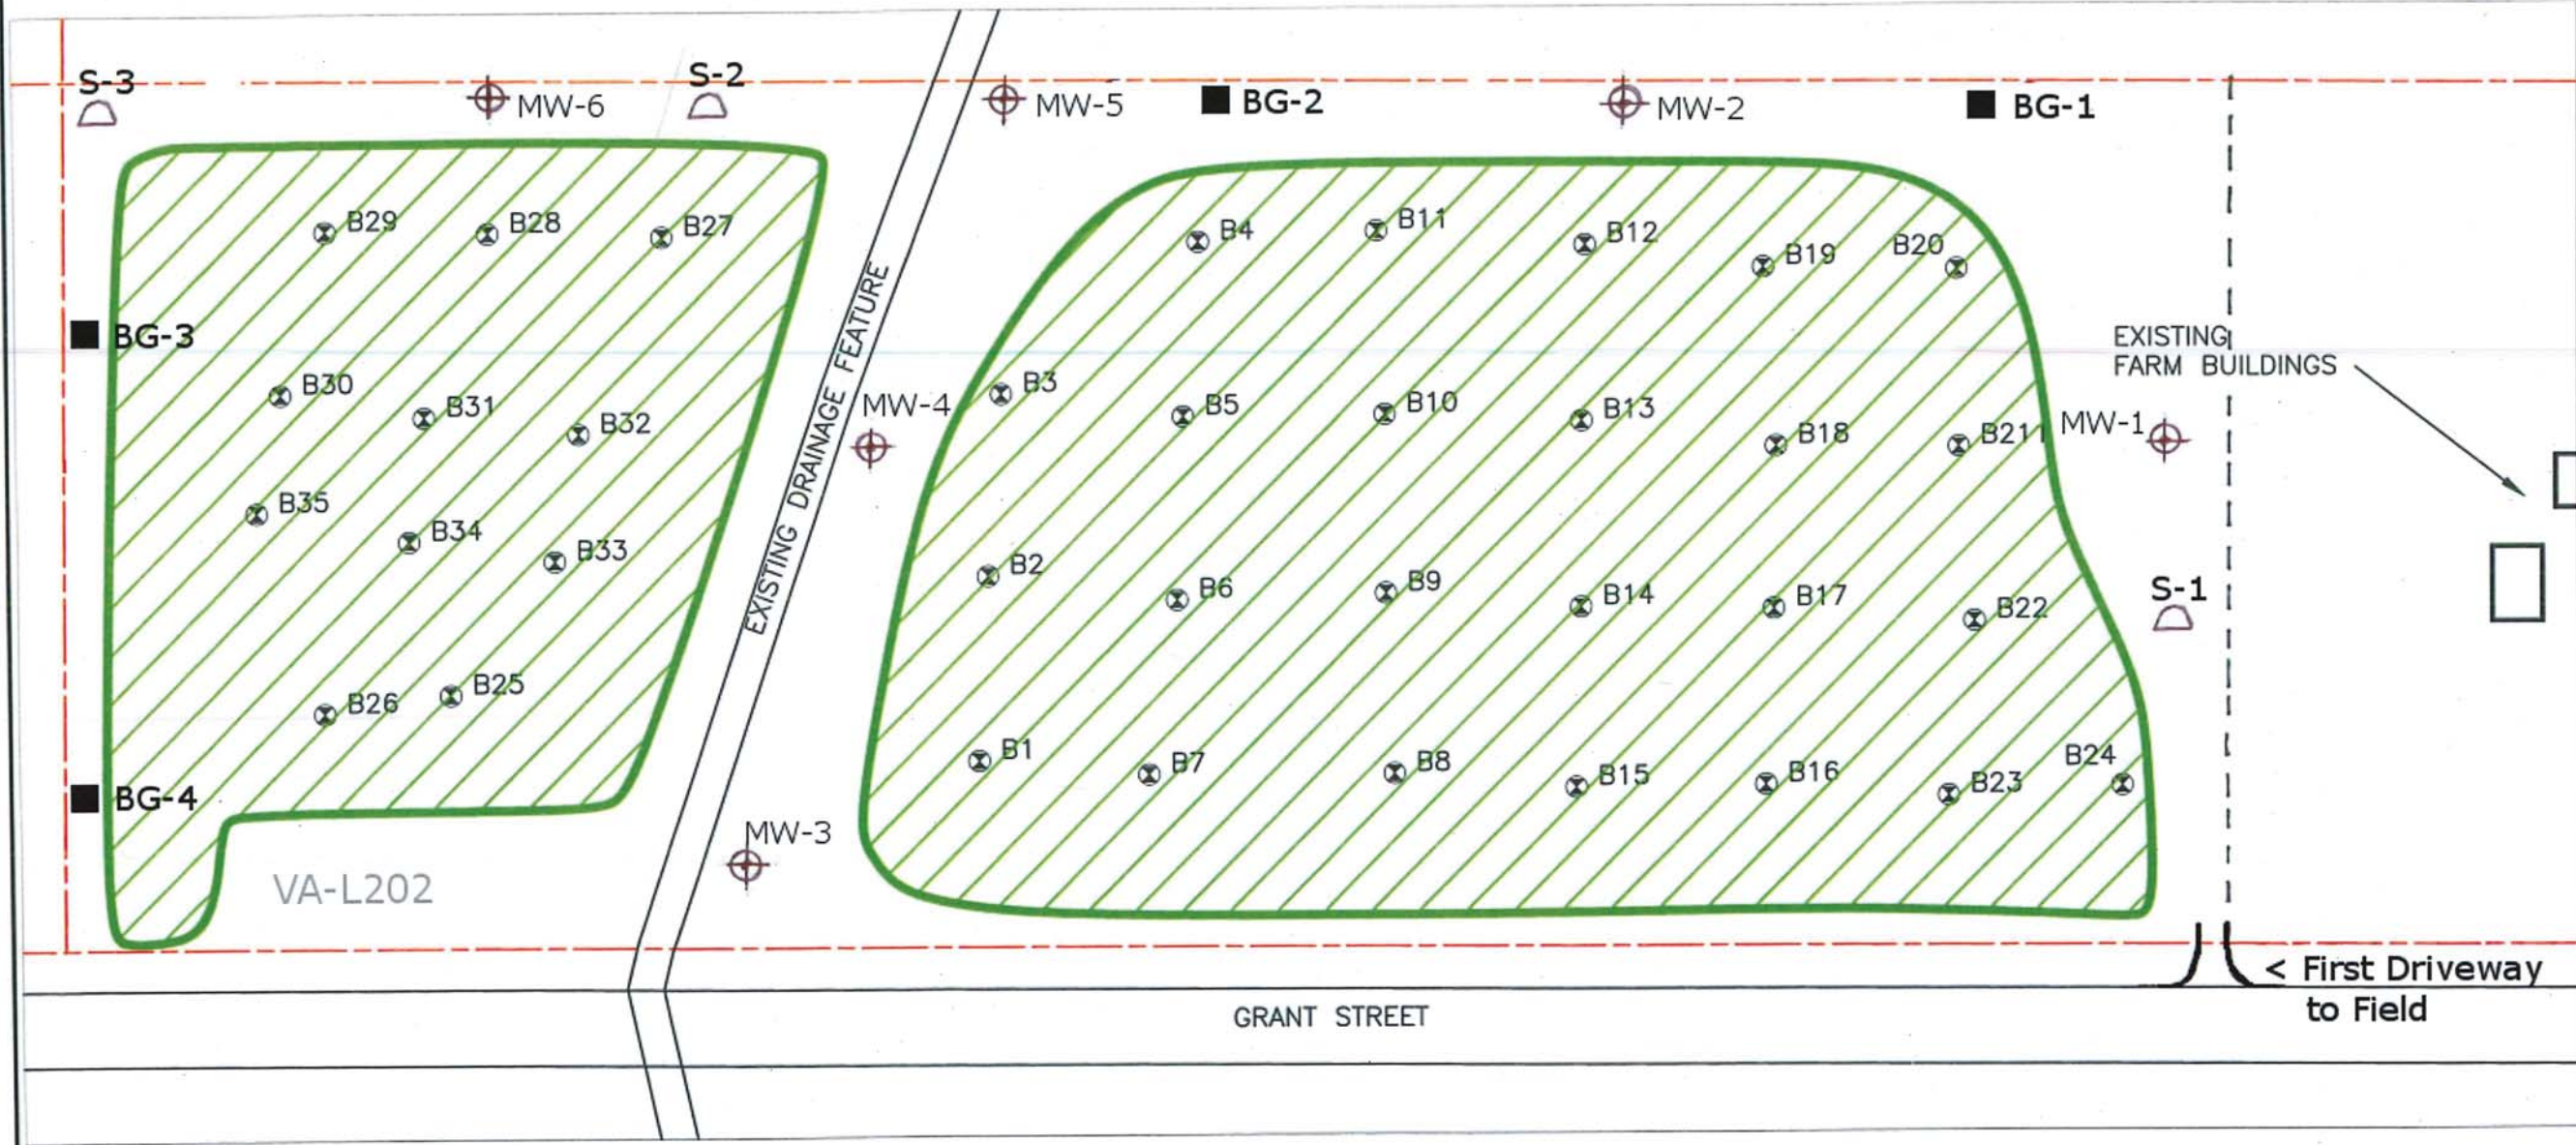 S-3
MW-6
S-2
MW-5
BG-2
MW-2
BG-1
B29
B28
B27
B4
B11
B12
B19
B20
BG-3
EXISTING
FARM BUILDINGS
B30
B31
B32
EXISTING DRAINAGE FEATURE
MW-4
B3
B5
B10
B13
B18
B21
MW-1
B35
B34
B33
B2
B6
B9
B14
B17
B22
S-1
B26
B25
B1
B7
B8
B15
B16
B23
B24
BG-4
MW-3
VA-L202
< First Driveway
to Field
GRANT STREET